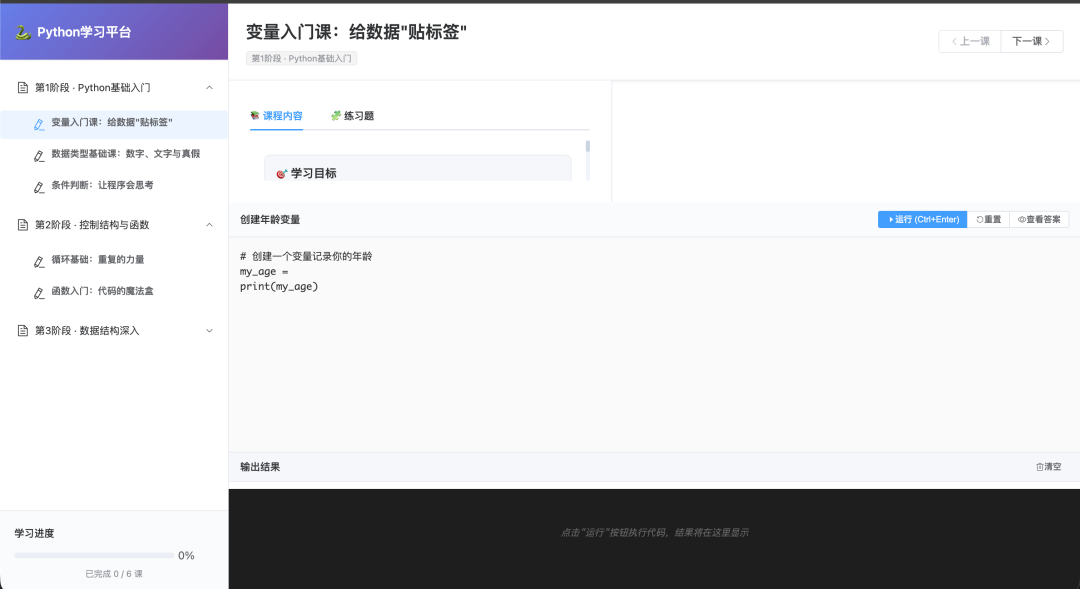 Python学习平台
第1阶段 · Python基础入门
变量入门课：给数据"贴标签"
数据类型基础课：数字、文字与真假
条件判断：让程序会思考
第2阶段 · 控制结构与函数
循环基础：重复的力量
函数入门：代码的魔法盒
第3阶段 · 数据结构深入
学习进度
0%
已完成 0 / 6 课
变量入门课：给数据"贴标签"
第1阶段 · Python基础入门
上一课
下一课
课程内容
练习题
学习目标
创建年龄变量
运行 (Ctrl+Enter)
重置
查看答案
# 创建一个变量记录你的年龄
my_age =
print(my_age)
输出结果
清空
点击"运行"按钮执行代码，结果将在这里显示